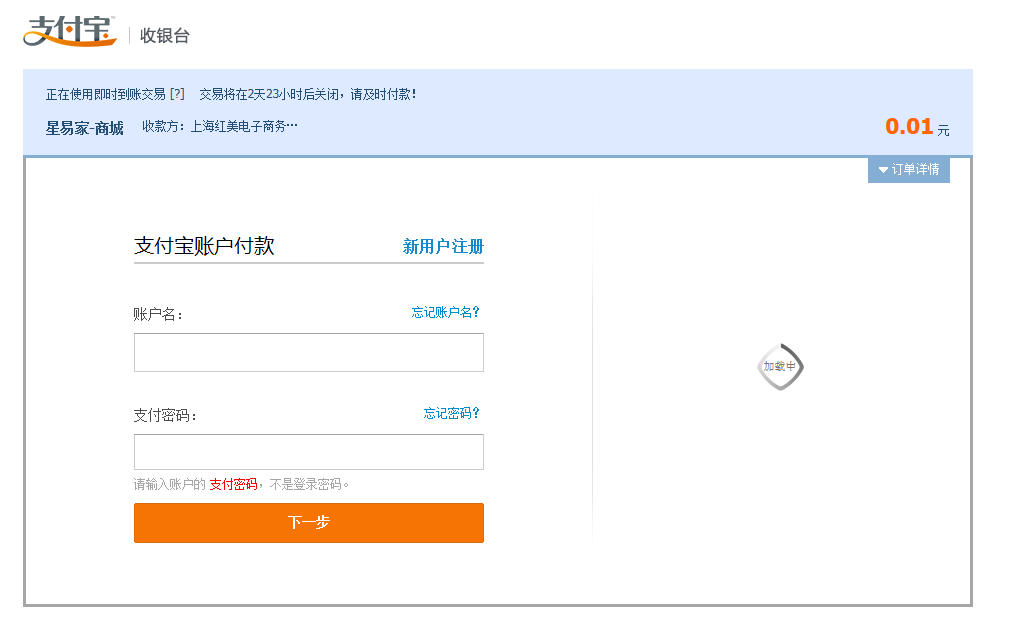 支付宝 收银台
正在使用即时到账交易 [?] 交易将在2天23小时后关闭，请及时付款！
星易家-商城 收款方：上海红美电子商务…
0.01 元
订单详情
支付宝账户付款 新用户注册
账户名： 忘记账户名?
加载中
支付密码： 忘记密码?
请输入账户的 支付密码，不是登录密码。
下一步